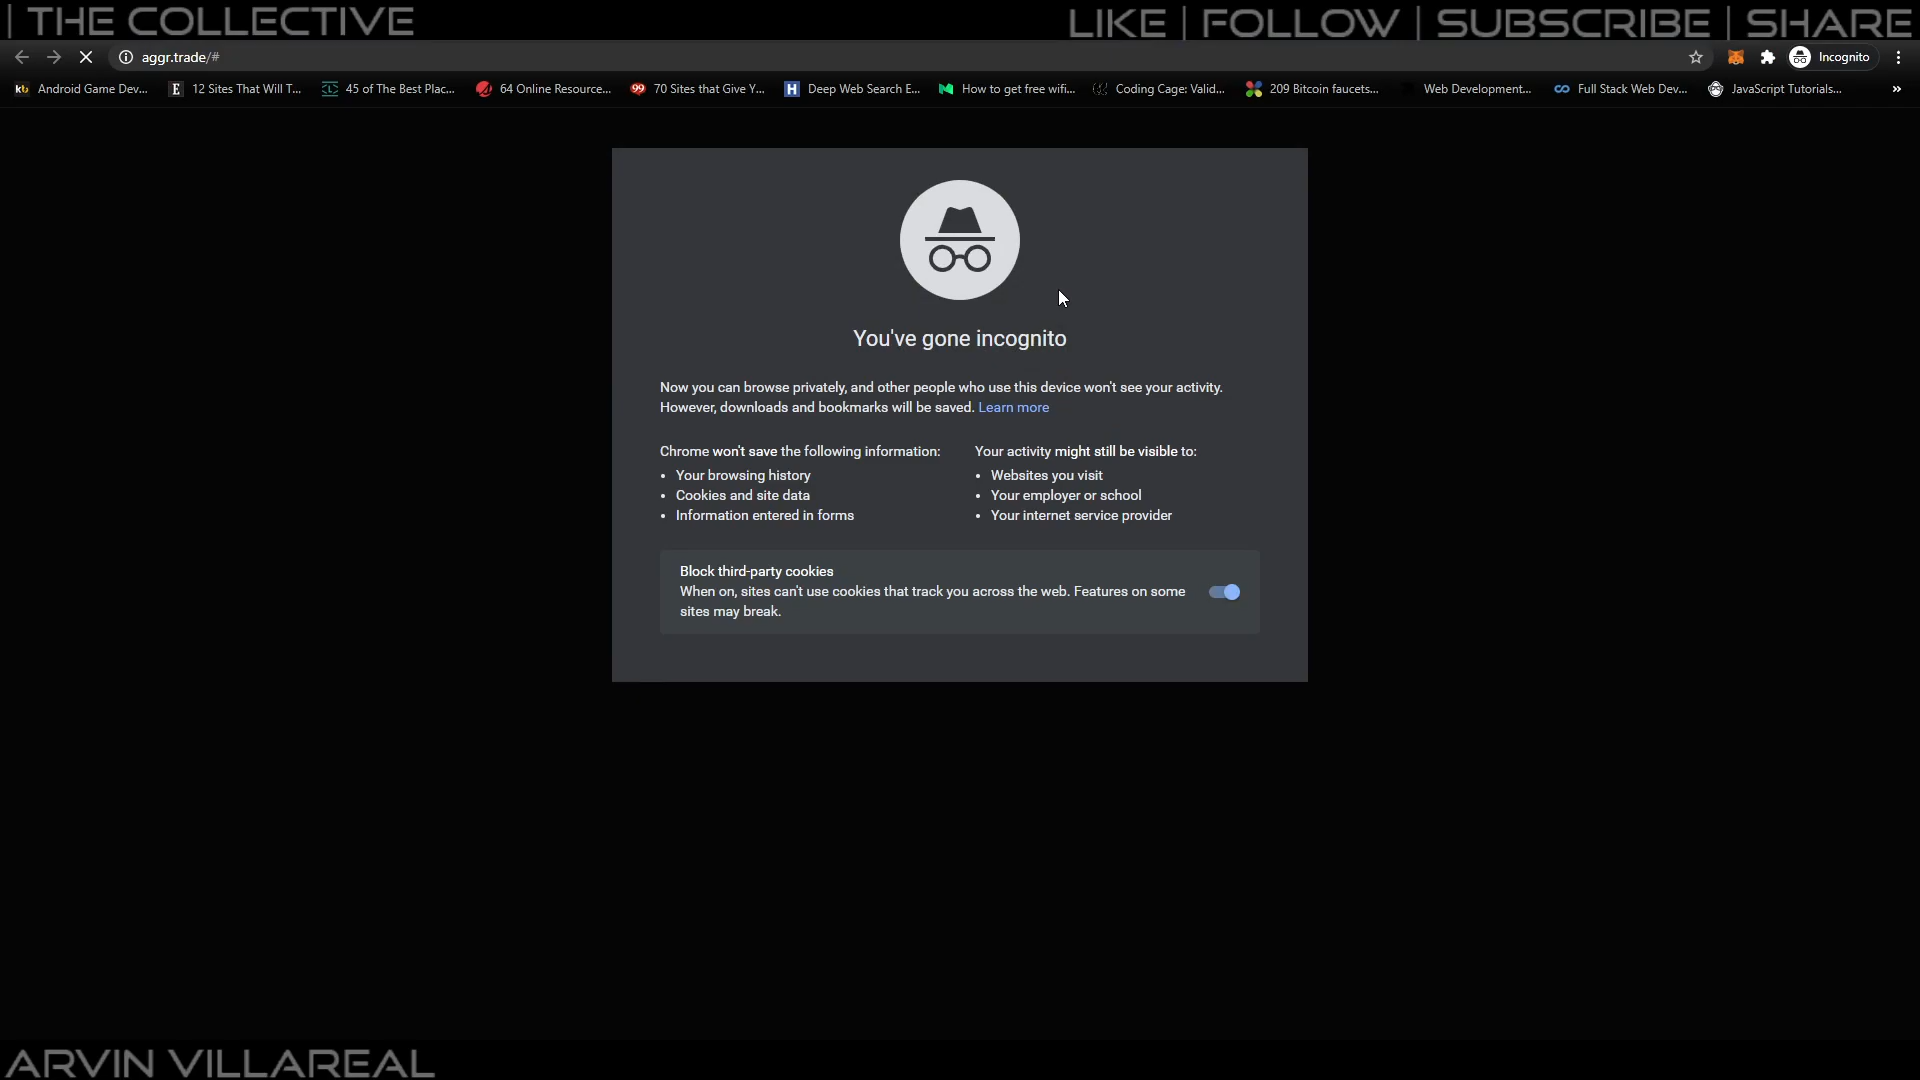 | THE COLLECTIVE
LIKE | FOLLOW | SUBSCRIBE | SHARE
aggr.trade/#
Incognito
Android Game Dev...
12 Sites That Will T...
45 of The Best Plac...
64 Online Resource...
70 Sites that Give Y...
Deep Web Search E...
How to get free wifi...
Coding Cage: Valid...
209 Bitcoin faucets...
Web Development...
Full Stack Web Dev...
JavaScript Tutorials...
»
You've gone incognito
Now you can browse privately, and other people who use this device won't see your activity.
However, downloads and bookmarks will be saved. Learn more
Chrome won't save the following information:
• Your browsing history
• Cookies and site data
• Information entered in forms
Your activity might still be visible to:
• Websites you visit
• Your employer or school
• Your internet service provider
Block third-party cookies
When on, sites can't use cookies that track you across the web. Features on some
sites may break.
ARVIN VILLAREAL